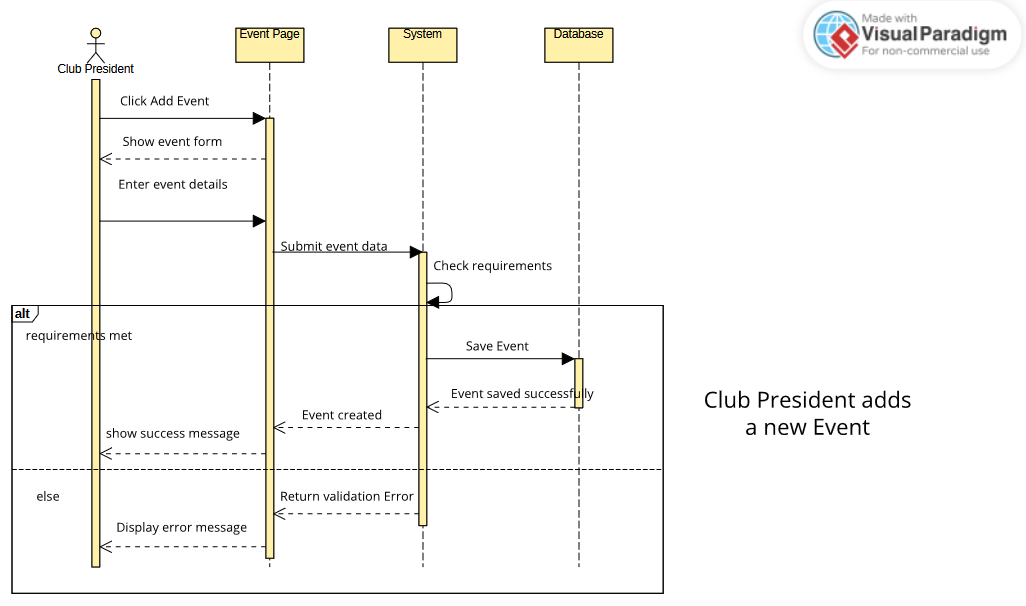 Made with
VisualParadigm
For non-commercial use
Event Page
System
Database
Club President
Click Add Event
Show event form
Enter event details
Submit event data
Check requirements
alt
requirements met
Save Event
Event saved successfully
Event created
show success message
else
Return validation Error
Display error message
Club President adds
a new Event